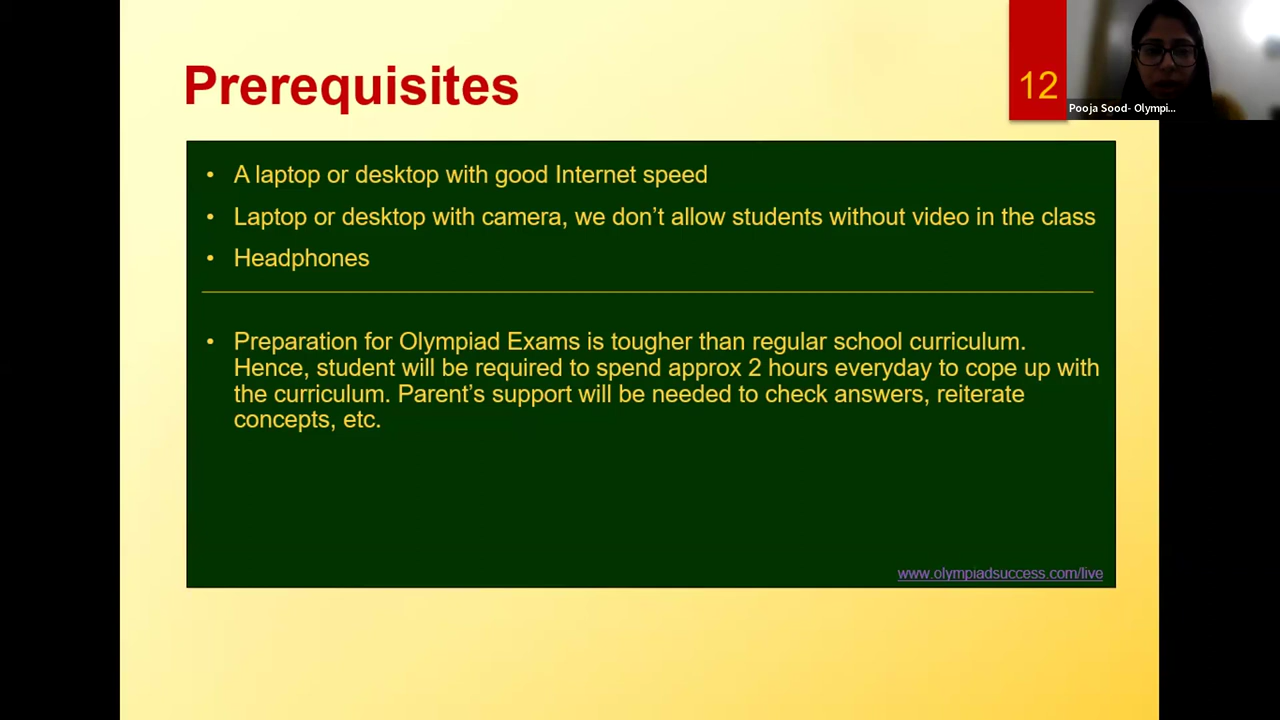 Prerequisites
12
Pooja Sood- Olympi...
• A laptop or desktop with good Internet speed
• Laptop or desktop with camera, we don’t allow students without video in the class
• Headphones
• Preparation for Olympiad Exams is tougher than regular school curriculum.
Hence, student will be required to spend approx 2 hours everyday to cope up with
the curriculum. Parent’s support will be needed to check answers, reiterate
concepts, etc.
www.olympiadsuccess.com/live